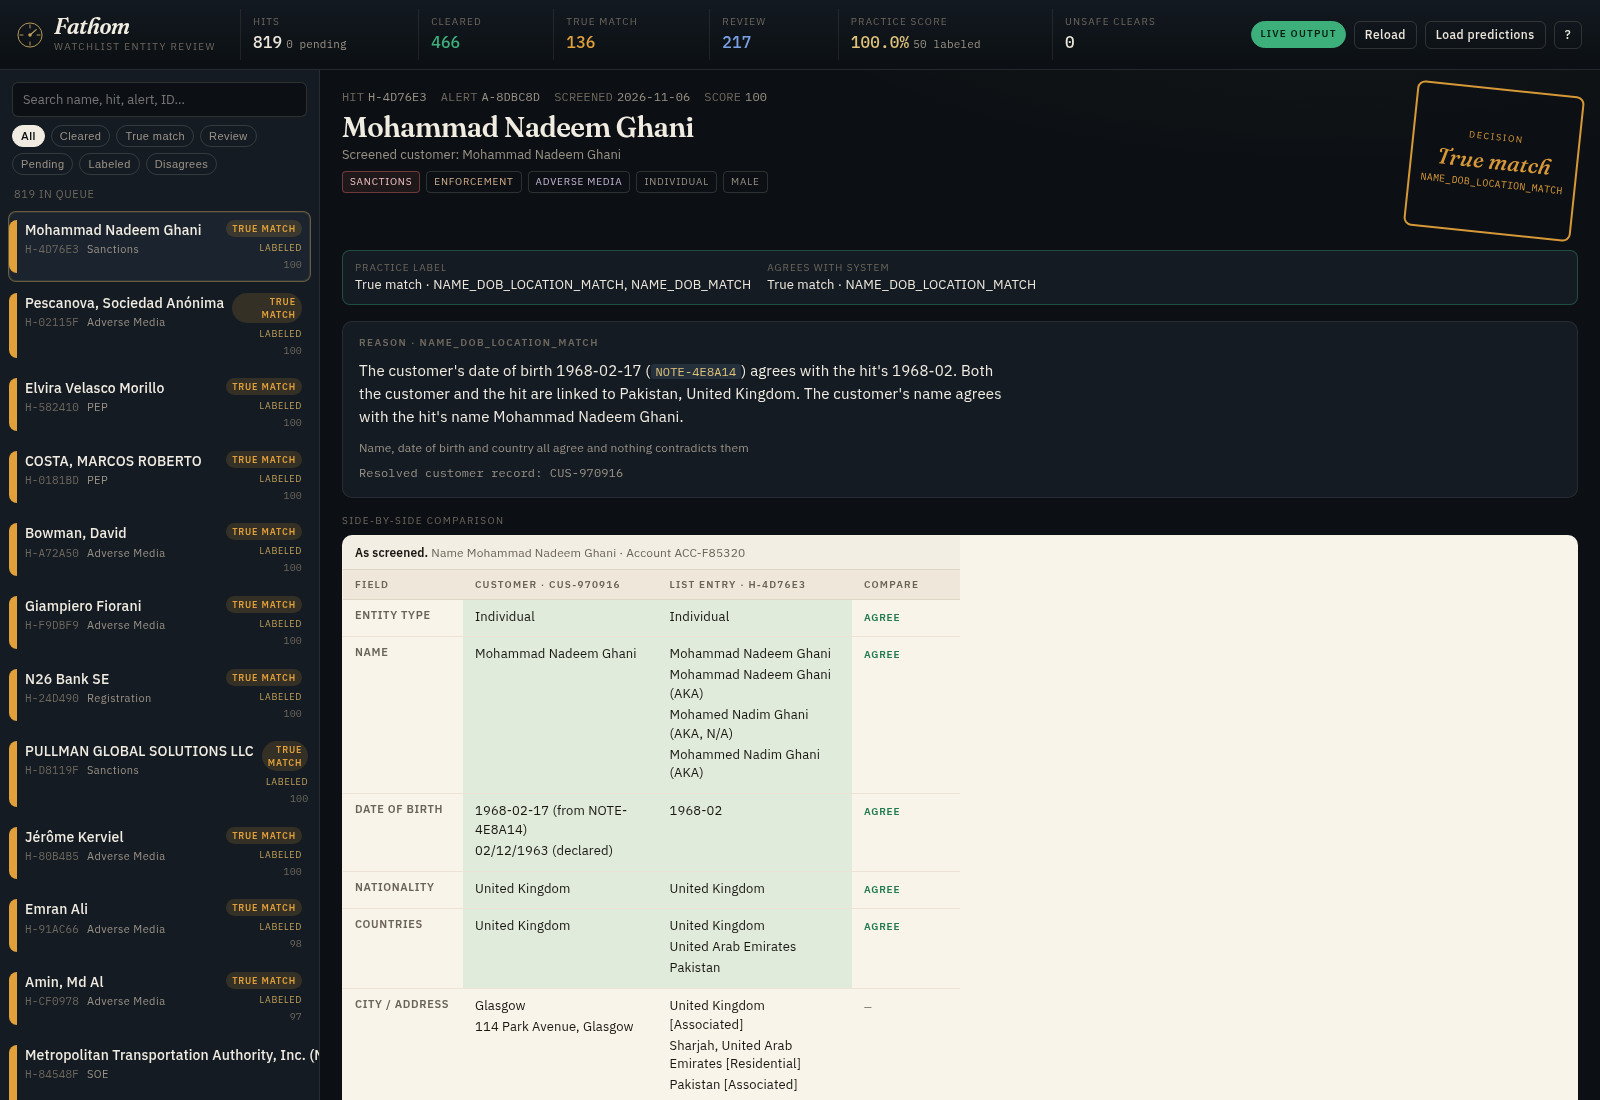 Fathom
WATCHLIST ENTITY REVIEW
HITS
819 0 pending
CLEARED
466
TRUE MATCH
136
REVIEW
217
PRACTICE SCORE
100.0% 50 labeled
UNSAFE CLEARS
0
LIVE OUTPUT
Reload
Load predictions
?
Search name, hit, alert, ID...
All
Cleared
True match
Review
Pending
Labeled
Disagrees
819 IN QUEUE
Mohammad Nadeem Ghani
TRUE MATCH
H-4D76E3 Sanctions
LABELED
100
Pescanova, Sociedad Anónima
TRUE
MATCH
H-02115F Adverse Media
LABELED
100
Elvira Velasco Morillo
TRUE MATCH
H-582410 PEP
LABELED
100
COSTA, MARCOS ROBERTO
TRUE MATCH
H-0181BD PEP
LABELED
100
Bowman, David
TRUE MATCH
H-A72A50 Adverse Media
LABELED
100
Giampiero Fiorani
TRUE MATCH
H-F9DBF9 Adverse Media
LABELED
100
N26 Bank SE
TRUE MATCH
H-24D490 Registration
LABELED
100
PULLMAN GLOBAL SOLUTIONS LLC
TRUE
MATCH
H-D8119F Sanctions
LABELED
100
Jérôme Kerviel
TRUE MATCH
H-80B4B5 Adverse Media
LABELED
100
Emran Ali
TRUE MATCH
H-91AC66 Adverse Media
LABELED
98
Amin, Md Al
TRUE MATCH
H-CF0978 Adverse Media
LABELED
97
Metropolitan Transportation Authority, Inc.
H-84548F SOE
HIT H-4D76E3 ALERT A-8DBC8D SCREENED 2026-11-06 SCORE 100
Mohammad Nadeem Ghani
Screened customer: Mohammad Nadeem Ghani
SANCTIONS
ENFORCEMENT
ADVERSE MEDIA
INDIVIDUAL
MALE
DECISION
True match
NAME_DOB_LOCATION_MATCH
PRACTICE LABEL
True match · NAME_DOB_LOCATION_MATCH, NAME_DOB_MATCH
AGREES WITH SYSTEM
True match · NAME_DOB_LOCATION_MATCH
REASON · NAME_DOB_LOCATION_MATCH
The customer's date of birth 1968-02-17 ( NOTE-4E8A14 ) agrees with the hit's 1968-02. Both
the customer and the hit are linked to Pakistan, United Kingdom. The customer's name agrees
with the hit's name Mohammad Nadeem Ghani.
Name, date of birth and country all agree and nothing contradicts them
Resolved customer record: CUS-970916
SIDE-BY-SIDE COMPARISON
As screened. Name Mohammad Nadeem Ghani · Account ACC-F85320
FIELD
CUSTOMER · CUS-970916
LIST ENTRY · H-4D76E3
COMPARE
ENTITY TYPE
Individual
Individual
AGREE
NAME
Mohammad Nadeem Ghani
Mohammad Nadeem Ghani
Mohammad Nadeem Ghani
(AKA)
Mohamed Nadim Ghani
(AKA, N/A)
Mohammed Nadim Ghani
(AKA)
AGREE
DATE OF BIRTH
1968-02-17 (from NOTE-
4E8A14)
02/12/1963 (declared)
1968-02
AGREE
NATIONALITY
United Kingdom
United Kingdom
AGREE
COUNTRIES
United Kingdom
United Kingdom
United Arab Emirates
Pakistan
AGREE
CITY / ADDRESS
Glasgow
114 Park Avenue, Glasgow
United Kingdom
[Associated]
Sharjah, United Arab
Emirates [Residential]
Pakistan [Associated]
—